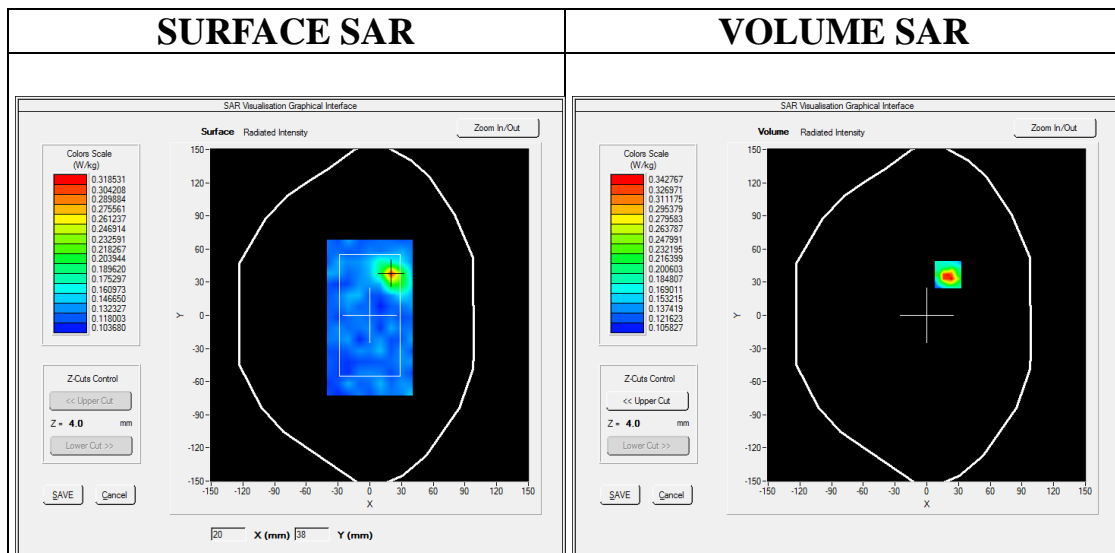 SURFACE SAR
VOLUME SAR
SAR Visualisation Graphical Interface
Surface Radiated Intensity
Zoom In/Out
Colors Scale
(W/kg)
0.318531
0.304208
0.289884
0.275561
0.261237
0.246914
0.232591
0.218267
0.203944
0.189620
0.175297
0.160973
0.146650
0.132327
0.118003
0.103680
150
120
90
60
30
0
-30
-60
-90
-120
-150
Y
-150 -120 -90 -60 -30 0 30 60 90 120 150
X
Z-Cuts Control
<< Upper Cut
Z = 4.0 mm
Lower Cut >>
SAVE Cancel
20 X (mm) 38 Y (mm)
SAR Visualisation Graphical Interface
Volume Radiated Intensity
Zoom In/Out
Colors Scale
(W/kg)
0.342767
0.326971
0.311175
0.295379
0.279583
0.263787
0.247991
0.232195
0.216399
0.200603
0.184807
0.169011
0.153215
0.137419
0.121623
0.105827
150
120
90
60
30
0
-30
-60
-90
-120
-150
Y
-150 -120 -90 -60 -30 0 30 60 90 120 150
X
Z-Cuts Control
<< Upper Cut
Z = 4.0 mm
Lower Cut >>
SAVE Cancel